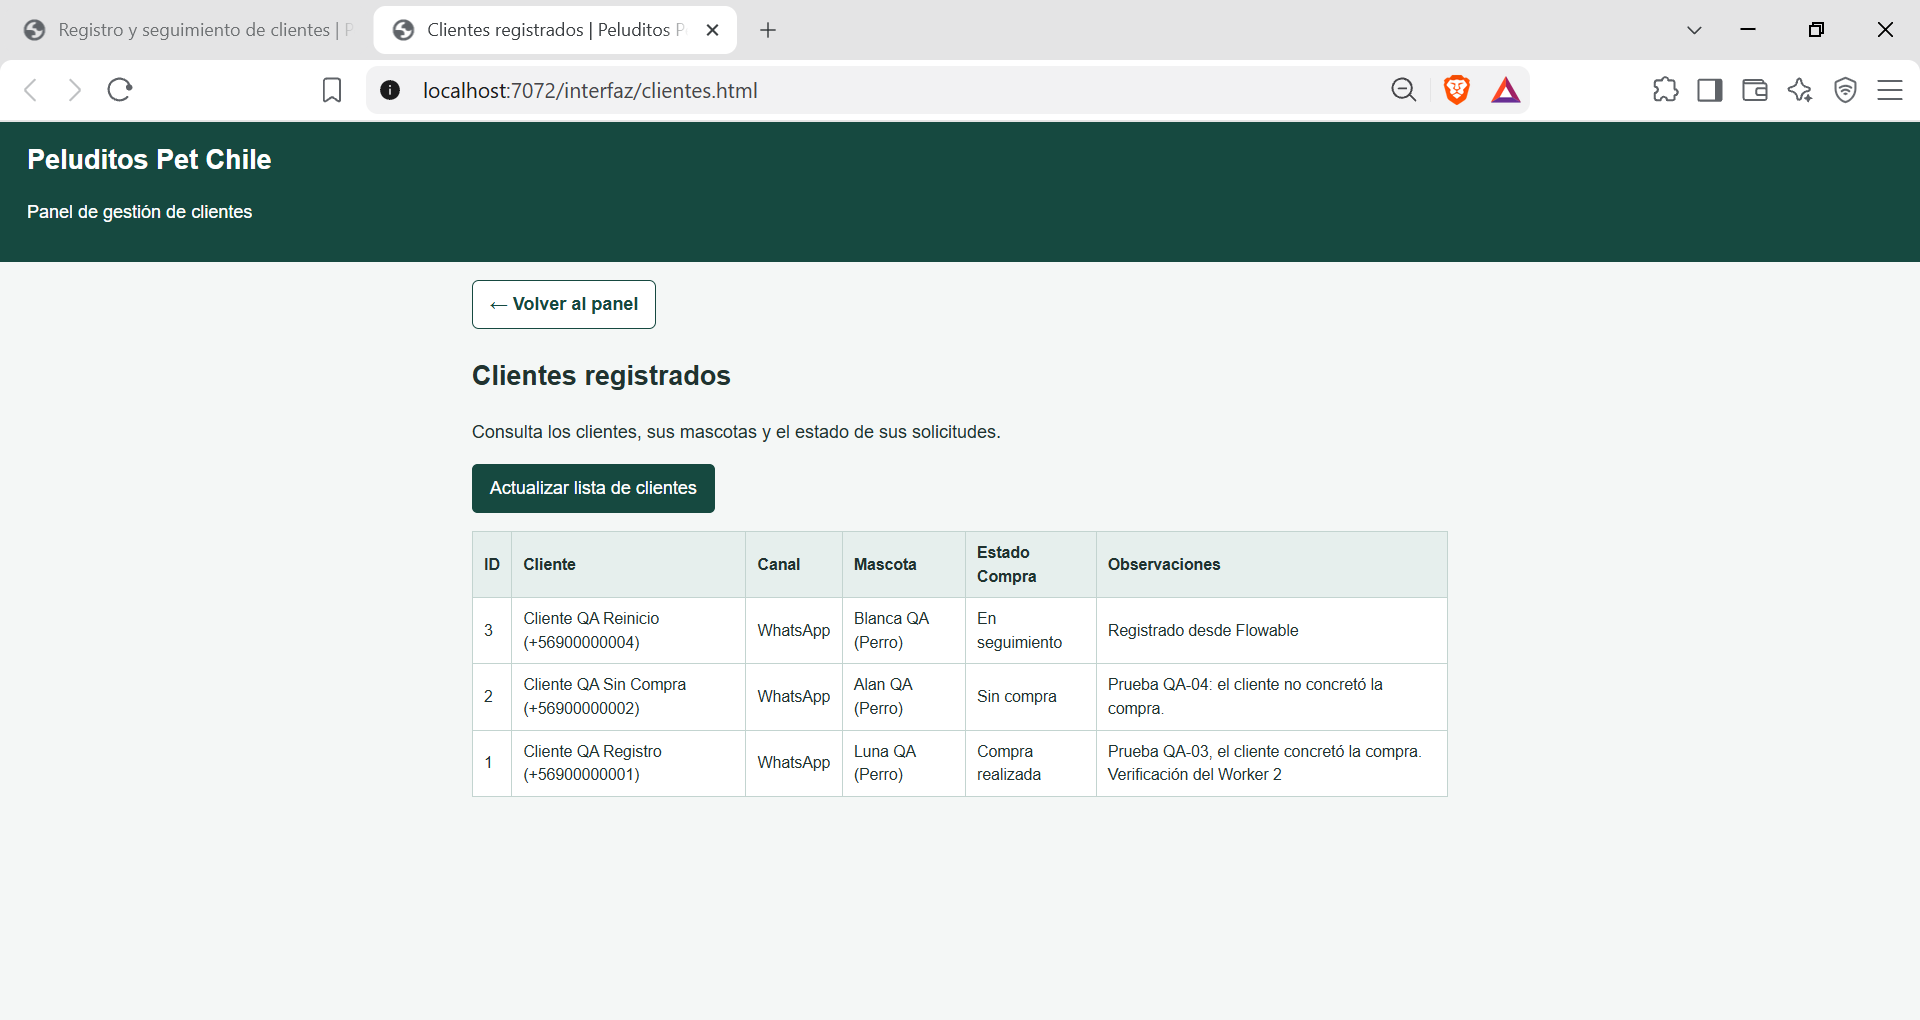 Registro y seguimiento de clientes | P
Clientes registrados | Peluditos P
localhost:7072/interfaz/clientes.html
Peluditos Pet Chile
Panel de gestión de clientes
← Volver al panel
Clientes registrados
Consulta los clientes, sus mascotas y el estado de sus solicitudes.
Actualizar lista de clientes
ID Cliente Canal Mascota Estado Compra Observaciones
3 Cliente QA Reinicio (+56900000004) WhatsApp Blanca QA (Perro) En seguimiento Registrado desde Flowable
2 Cliente QA Sin Compra (+56900000002) WhatsApp Alan QA (Perro) Sin compra Prueba QA-04: el cliente no concretó la compra.
1 Cliente QA Registro (+56900000001) WhatsApp Luna QA (Perro) Compra realizada Prueba QA-03, el cliente concretó la compra. Verificación del Worker 2